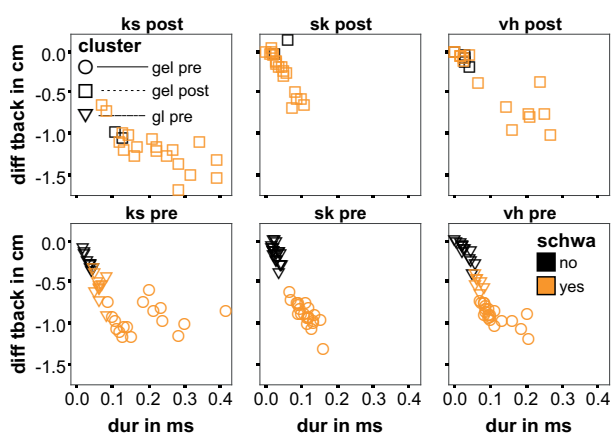 ks post sk post vh post
diff tback in cm
0.0
-0.5
-1.0
-1.5
cluster
gel pre
gel post
gl pre
ks pre sk pre vh pre
diff tback in cm
0.0
-0.5
-1.0
-1.5
schwa
no
yes
0.0 0.1 0.2 0.3 0.4 0.0 0.1 0.2 0.3 0.4 0.0 0.1 0.2 0.3 0.4
dur in ms dur in ms dur in ms